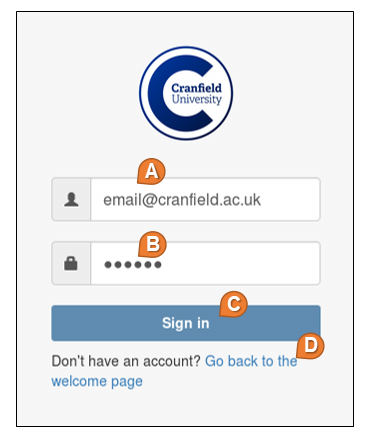 Cranfield
University
A
email@cranfield.ac.uk
B
••••••
C
Sign in
D
Don't have an account? Go back to the
welcome page